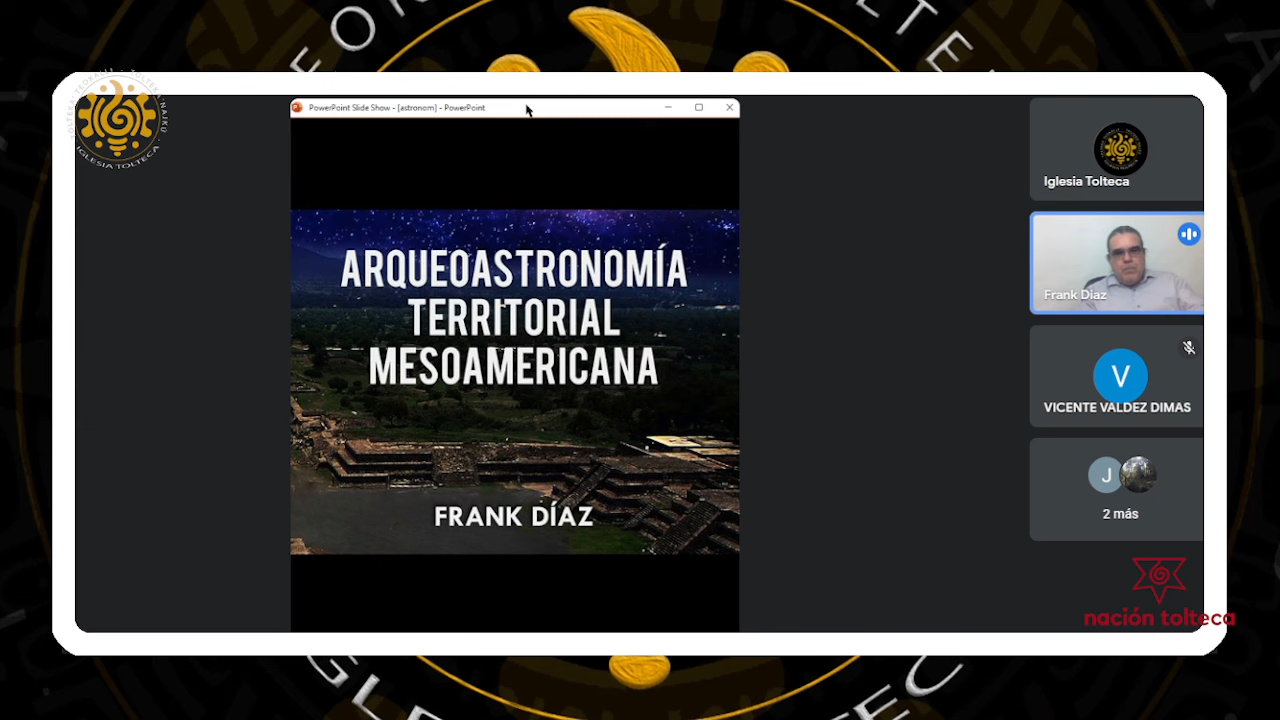 PowerPoint Slide Show - [astronom] - PowerPoint
ARQUEOASTRONOMÍA
TERRITORIAL
MESOAMERICANA
FRANK DÍAZ
IGLESIA TOLTECA
Iglesia Tolteca
Frank Diaz
V
VICENTE VALDEZ DIMAS
J
2 más
nación tolteca